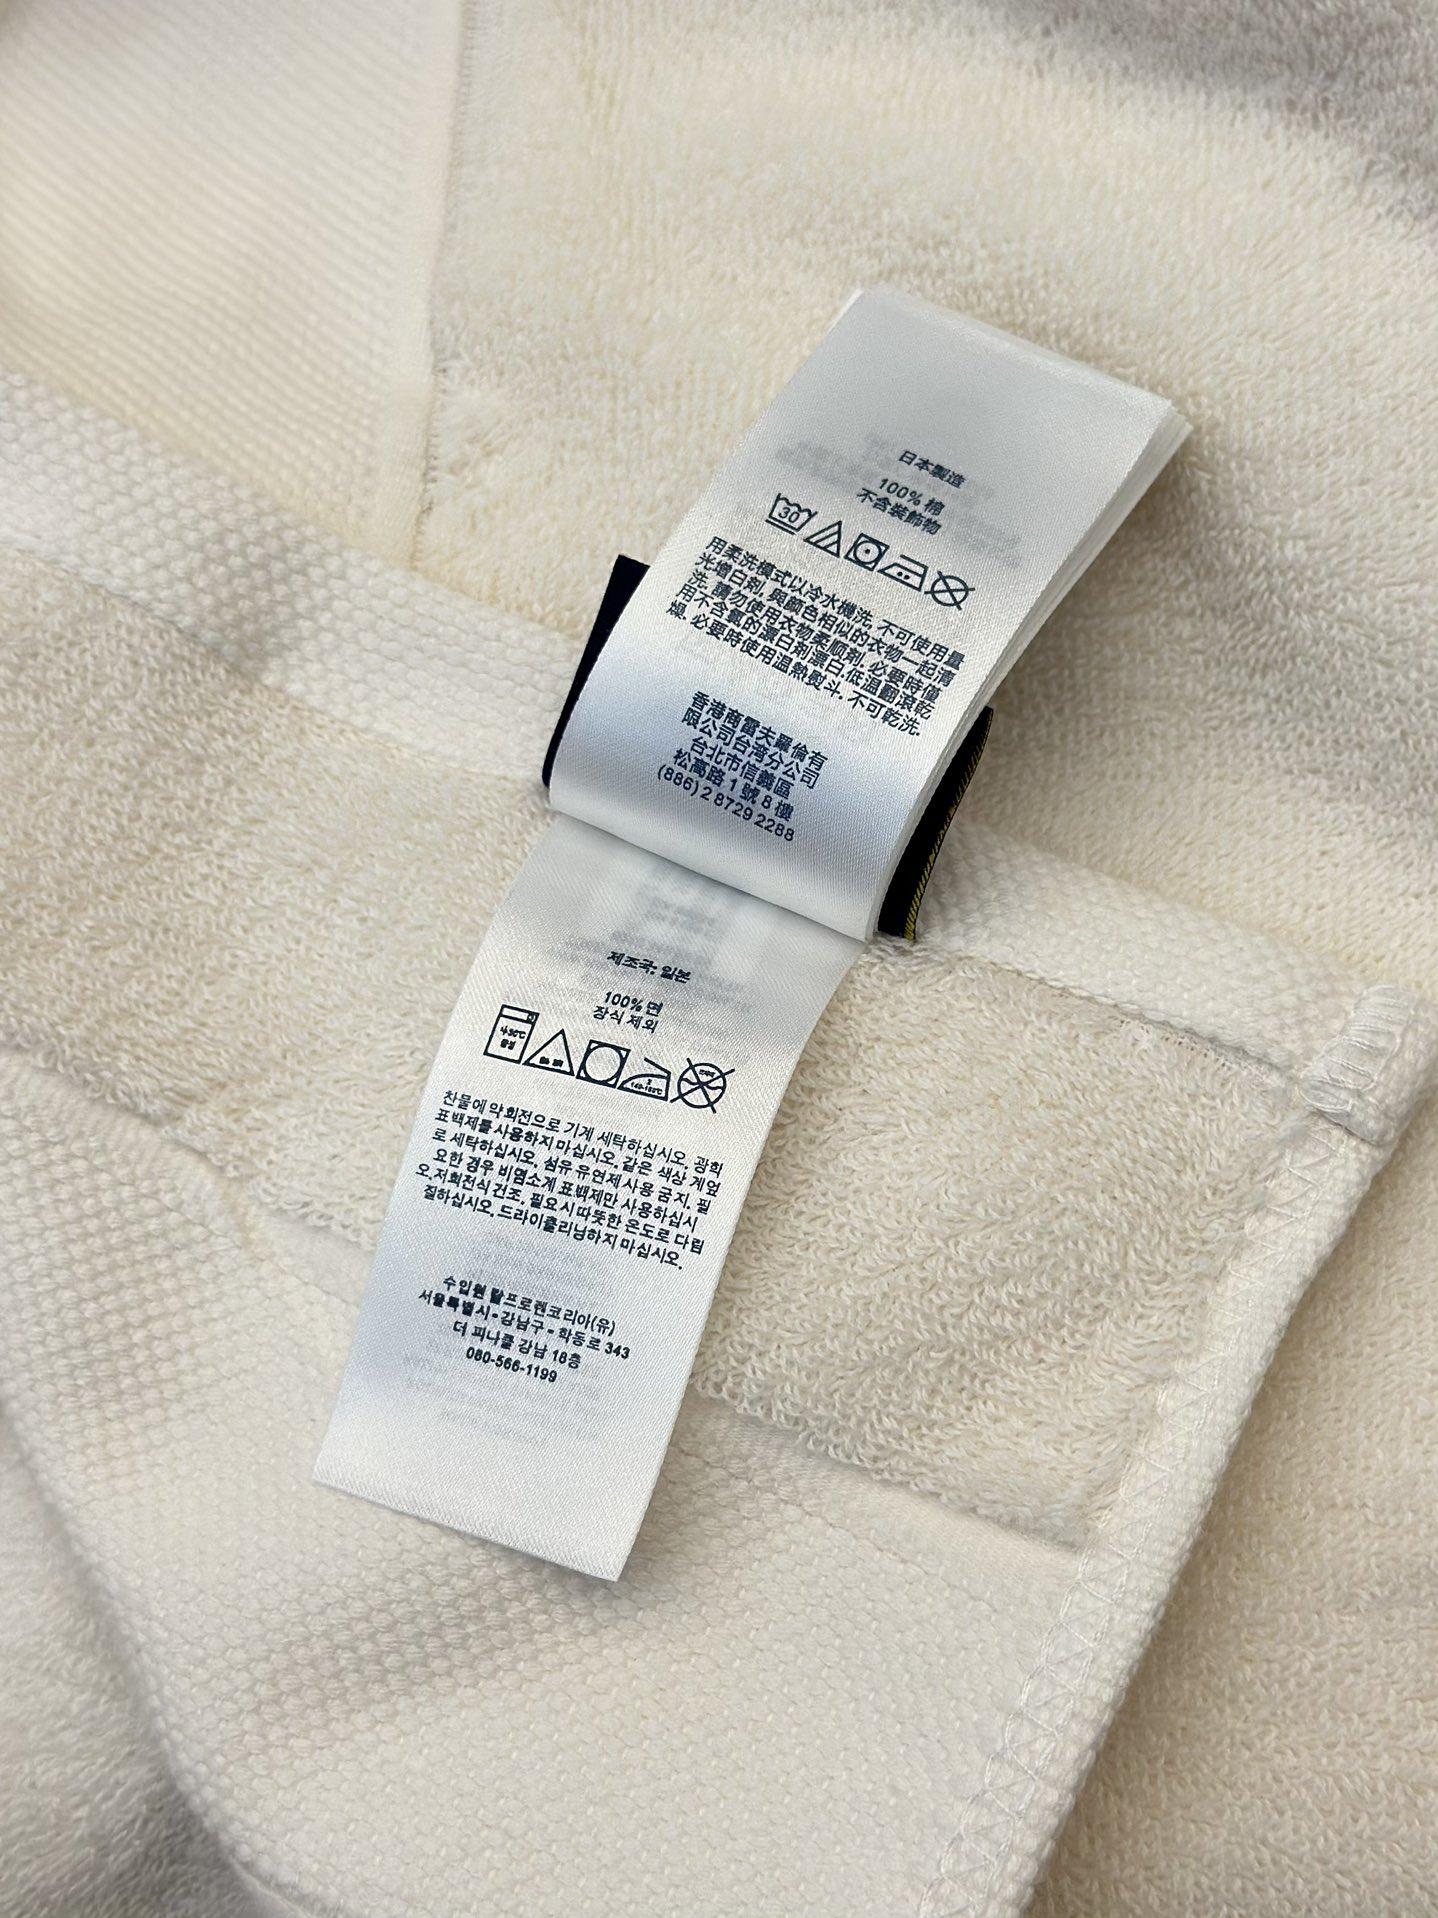 日本製造
100% 棉
不含裝飾物
30
用柔洗模式以冷水機洗. 不可使用螢
光增白劑. 與顏色相似的衣物一起清
洗. 請勿使用衣物柔順劑. 必要時僅
用不含氯的漂白劑漂白.低溫翻滾乾
燥. 必要時使用溫熱熨斗. 不可乾洗.
香港商雷夫羅倫有
限公司台灣分公司
台北市信義區
松高路 1 號 8 樓
(886) 2 8729 2288
제조국: 일본
100% 면
장식 제외
찬물에 약회전으로 기계 세탁하십시오. 광학
표백제를 사용하지 마십시오. 같은 색상 계열
로 세탁하십시오. 섬유 유연제 사용 금지. 필
요한 경우 비염소계 표백제만 사용하십시
오.저회전식 건조. 필요시 따뜻한 온도로 다림
질하십시오. 드라이클리닝하지 마십시오.
수입원 랄프로렌코리아(유)
서울특별시 - 강남구 - 학동로 343
더 피나클 강남 18층
080-566-1199